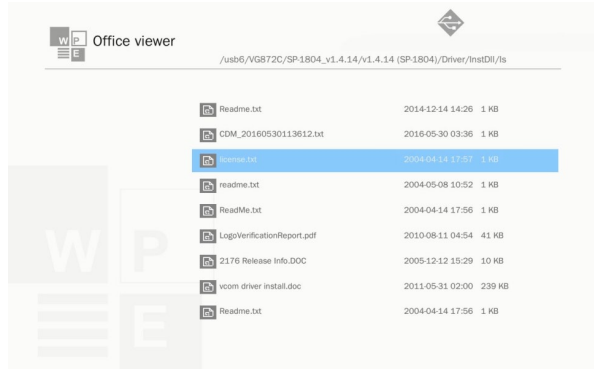 W P
E
Office viewer
/usb6/VG872C/SP-1804_v1.4.14/v1.4.14 (SP-1804)/Driver/InstDll/Is
Readme.txt 2014-12-14 14:26 1 KB
CDM_20160530113612.txt 2016-05-30 03:36 1 KB
license.txt 2004-04-14 17:57 1 KB
readme.txt 2004-05-08 10:52 1 KB
ReadMe.txt 2004-04-14 17:56 1 KB
LogoVerificationReport.pdf 2010-08-11 04:54 41 KB
2176 Release Info.DOC 2005-12-12 15:29 10 KB
vcom driver install.doc 2011-05-31 02:00 239 KB
Readme.txt 2004-04-14 17:56 1 KB
W P
E